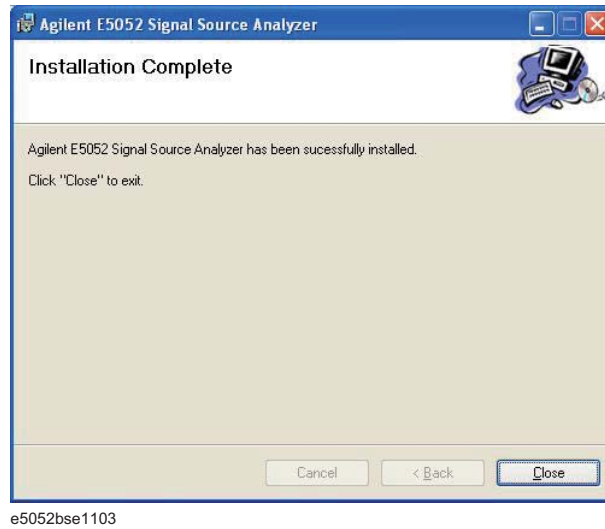 Agilent E5052 Signal Source Analyzer
Installation Complete
Agilent E5052 Signal Source Analyzer has been sucessfully installed.
Click "Close" to exit.
Cancel < Back Close
e5052bse1103